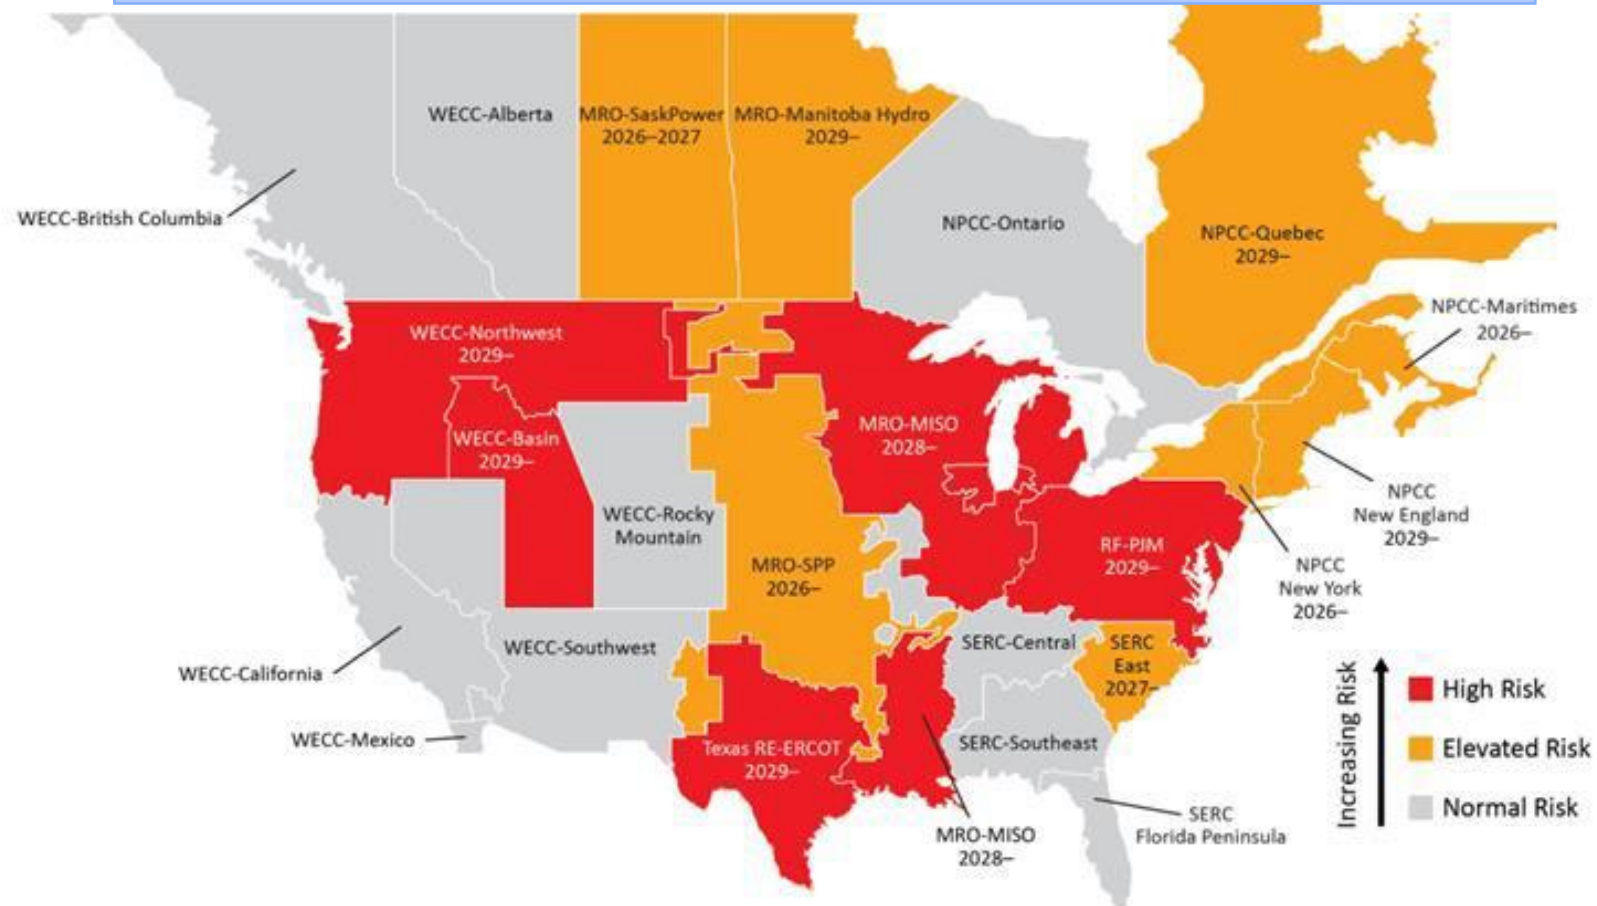 WECC-Alberta
MRO-SaskPower
2026–2027
MRO-Manitoba Hydro
2029–
WECC-British Columbia
NPCC-Ontario
NPCC-Quebec
2029–
NPCC-Maritimes
2026–
WECC-Northwest
2029–
WECC-Basin
2029–
MRO-MISO
2028–
WECC-Rocky
Mountain
MRO-SPP
2026–
RF-PJM
2029–
NPCC
New England
2029–
NPCC
New York
2026–
WECC-Southwest
SERC-Central
SERC
East
2027–
WECC-California
WECC-Mexico
Texas RE-ERCOT
2029–
SERC-Southeast
MRO-MISO
2028–
SERC
Florida Peninsula
Increasing Risk
High Risk
Elevated Risk
Normal Risk